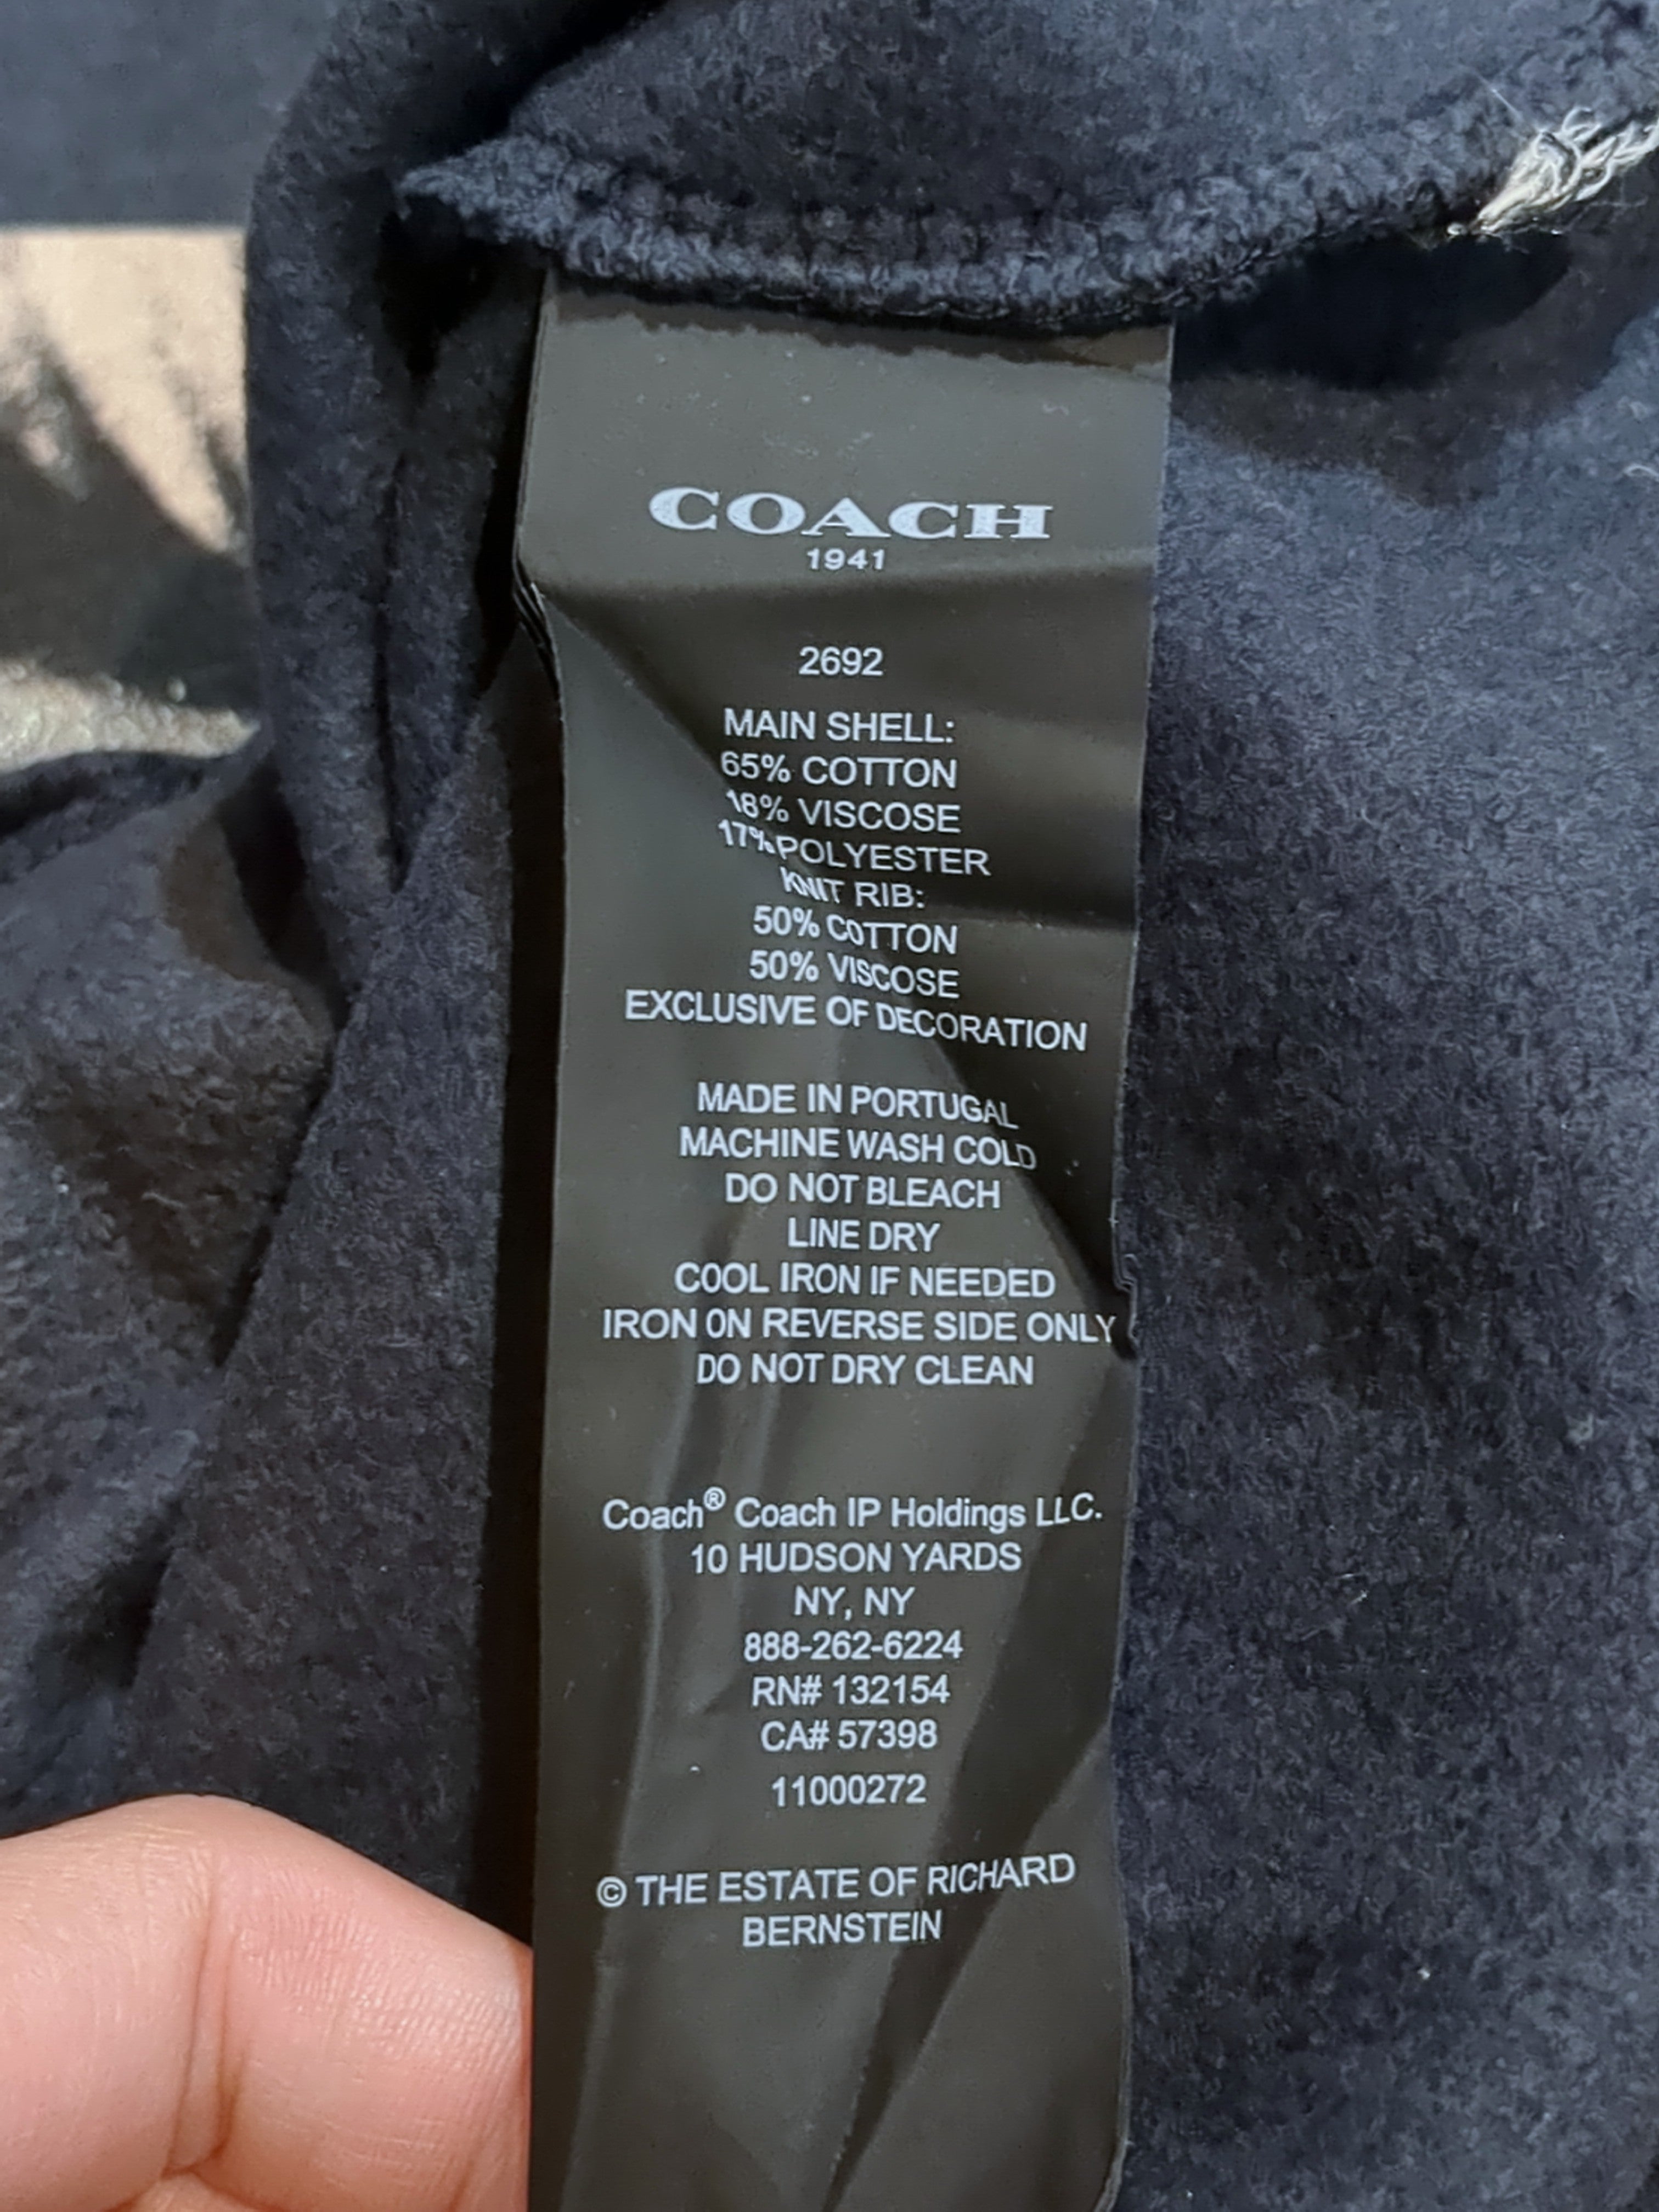 COACH
1941
2692
MAIN SHELL:
65% COTTON
18% VISCOSE
17% POLYESTER
KNIT RIB:
50% COTTON
50% VISCOSE
EXCLUSIVE OF DECORATION
MADE IN PORTUGAL
MACHINE WASH COLD
DO NOT BLEACH
LINE DRY
COOL IRON IF NEEDED
IRON ON REVERSE SIDE ONLY
DO NOT DRY CLEAN
Coach® Coach IP Holdings LLC.
10 HUDSON YARDS
NY, NY
888-262-6224
RN# 132154
CA# 57398
11000272
© THE ESTATE OF RICHARD
BERNSTEIN